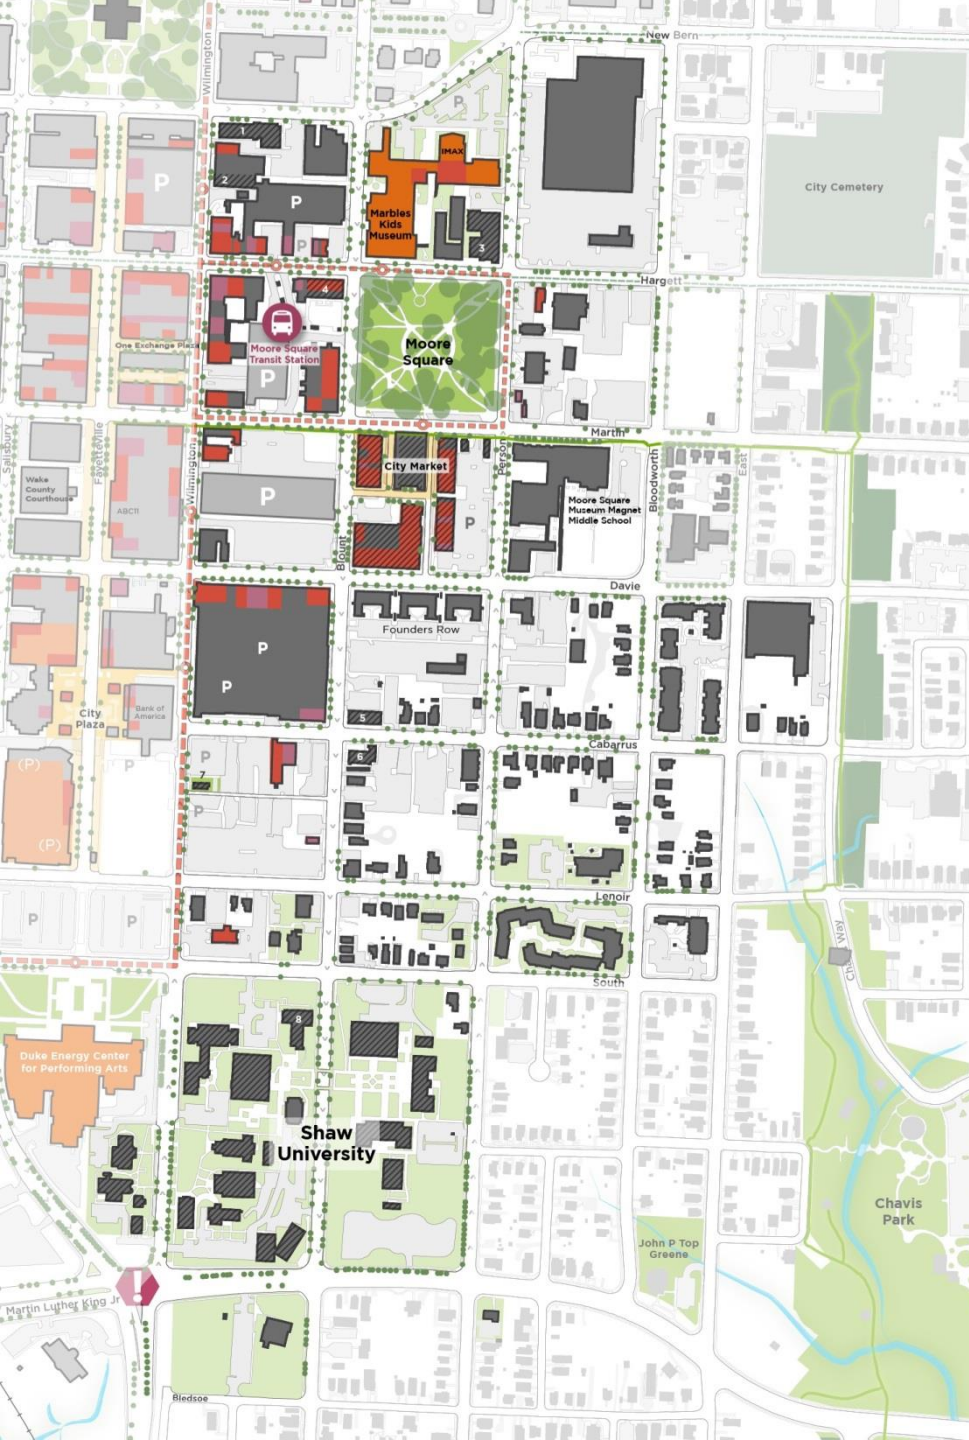 New Bern
Wilmington
P
1
IMAX
2
P
City Cemetery
P
Marbles
Kids
Museum
3
P
Hargett
4
Moore Square
Transit Station
One Exchange Plaza
Moore
Square
P
Martin
Salisbury
Fayetteville
Wilmington
Person
Bloodworth
East
City Market
Wake
County
Courthouse
P
ABC11
P
Moore Square
Museum Magnet
Middle School
Blount
Davie
Founders Row
P
P
City
Plaza
Bank of
America
5
Cabarrus
(P)
P
P
7
6
P
(P)
Lenoir
P
P
South
8
Duke Energy Center
for Performing Arts
Shaw
University
Chavis
Park
John P Top
Greene
!
Martin Luther King Jr
Bledsoe